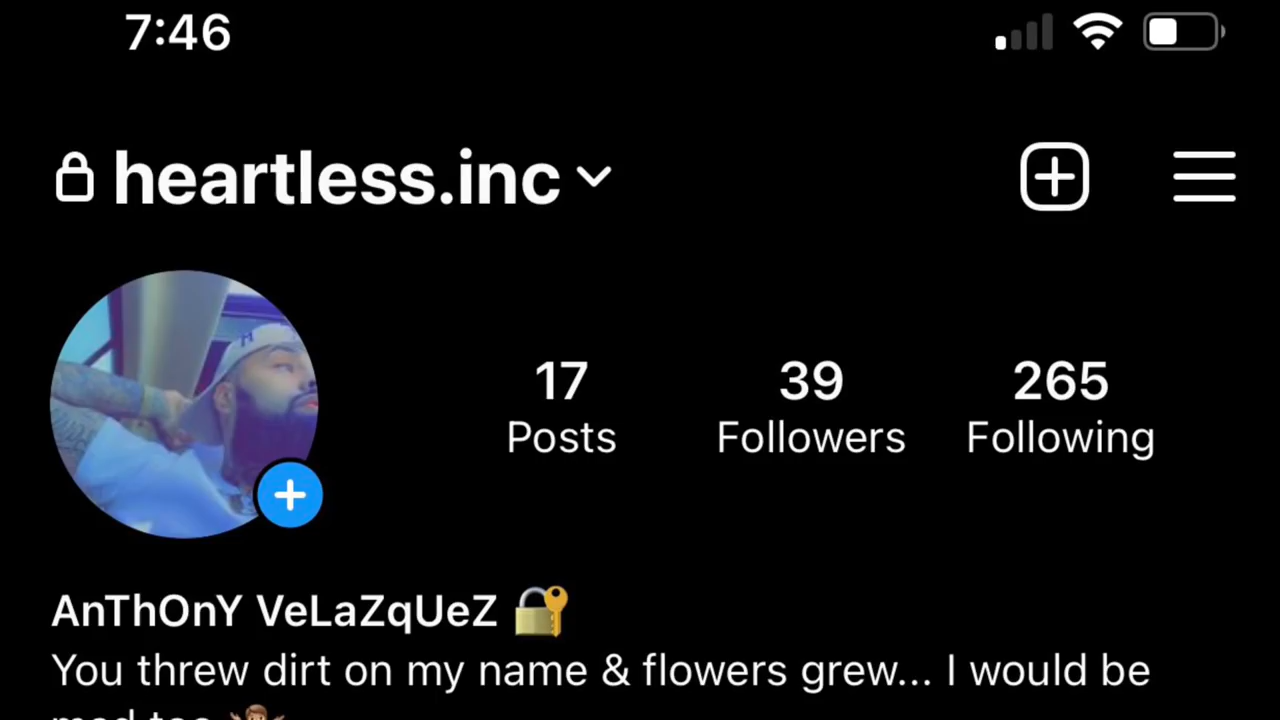 7:46
heartless.inc
17 39 265
Posts Followers Following
AnThOnY VeLaZqUeZ 🔐
You threw dirt on my name & flowers grew... I would be